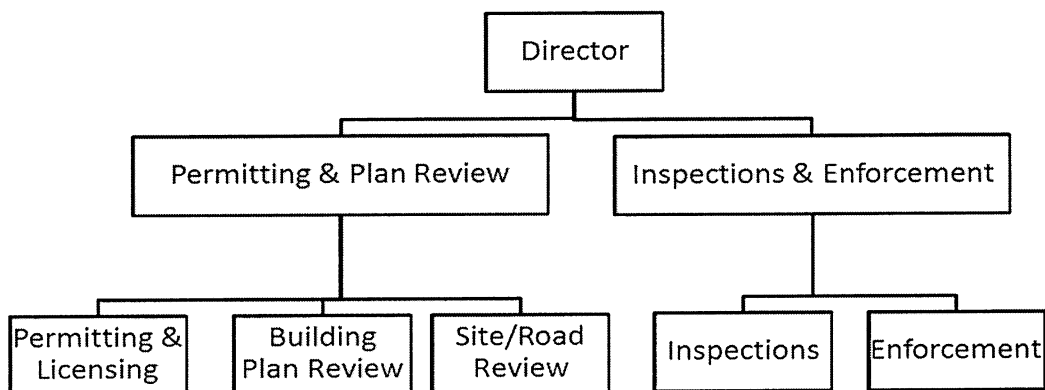 Director
Permitting & Plan Review
Inspections & Enforcement
Permitting &
Licensing
Building
Plan Review
Site/Road
Review
Inspections
Enforcement